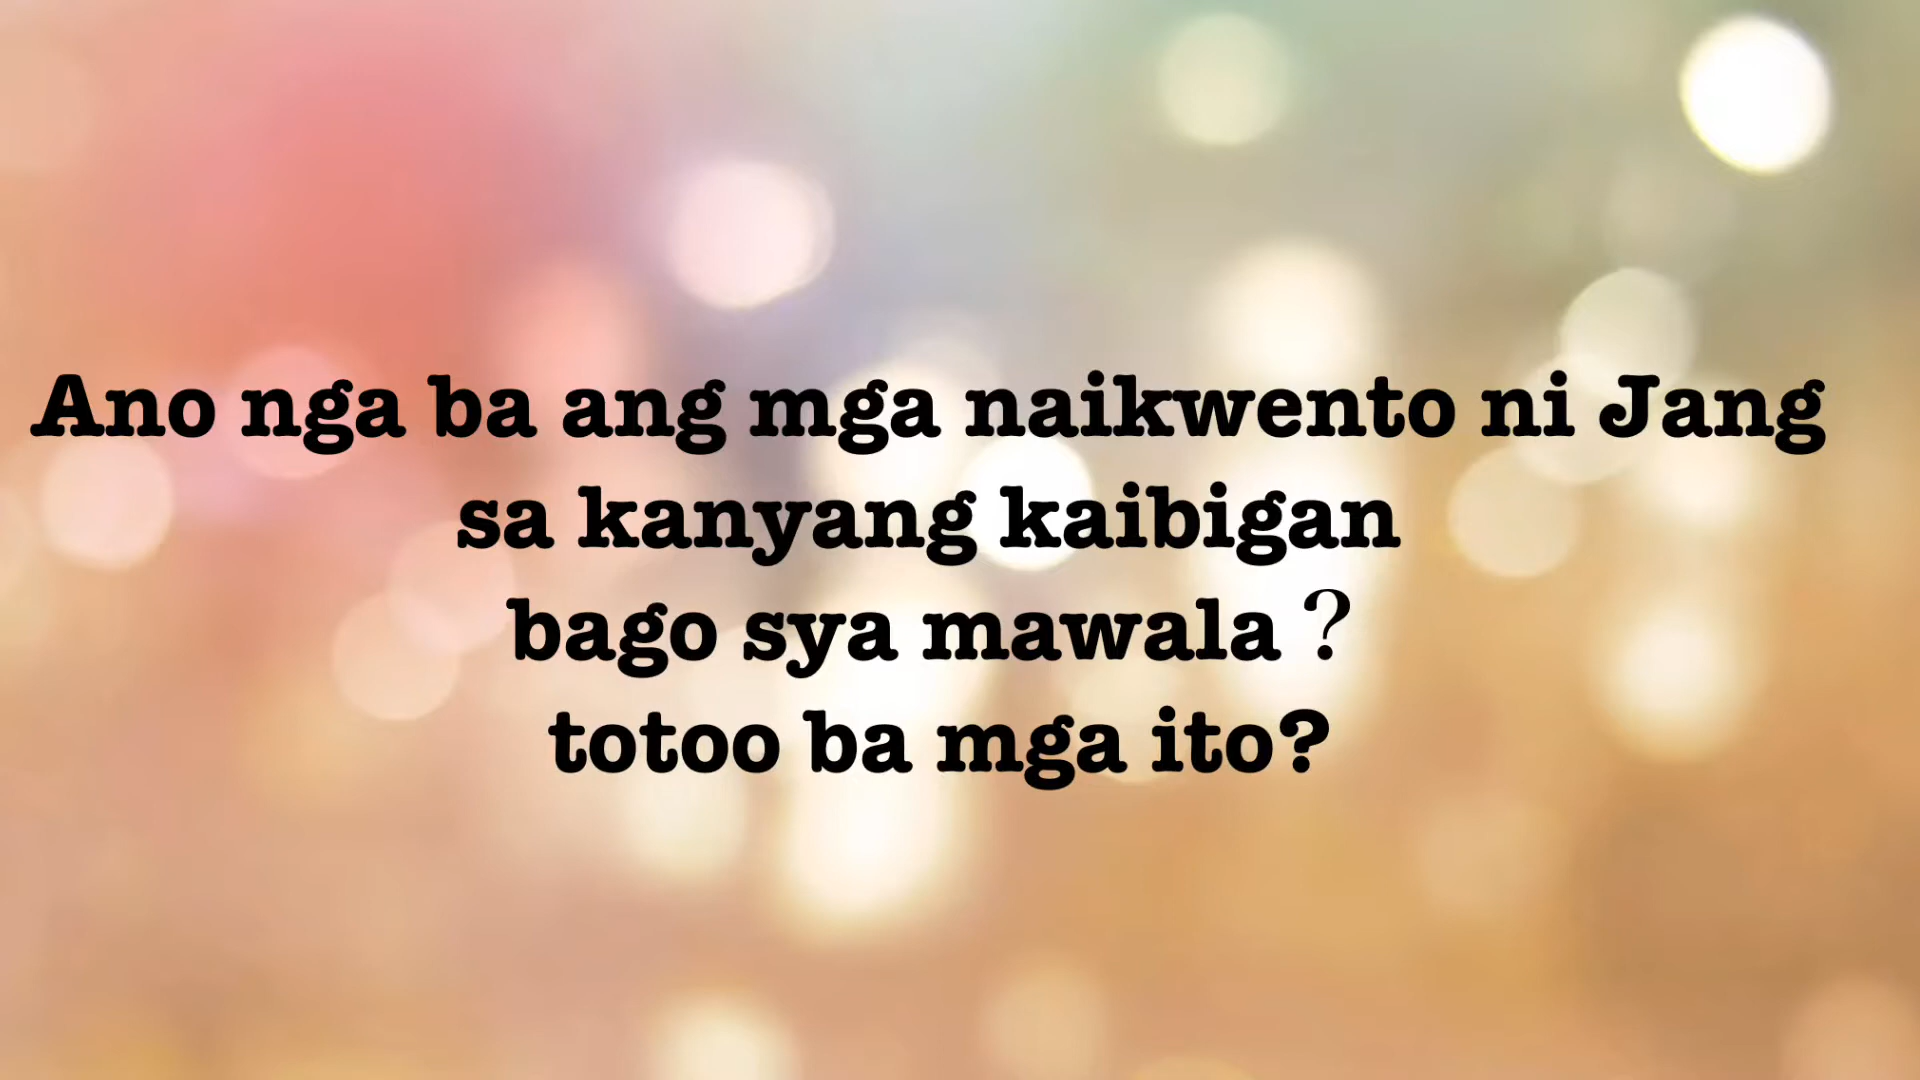 Ano nga ba ang mga naikwento ni Jang
sa kanyang kaibigan
bago sya mawala ?
totoo ba mga ito?